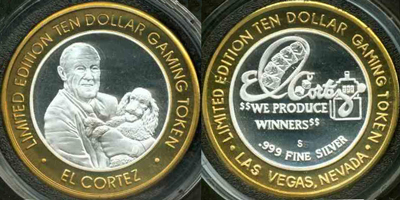 LIMITED EDITION TEN DOLLAR GAMING TOKEN
• EL CORTEZ •
LIMITED EDITION TEN DOLLAR GAMING TOKEN
El Cortez
$$WE PRODUCE
WINNERS$$
S
.999 FINE SILVER
• LAS VEGAS, NEVADA •